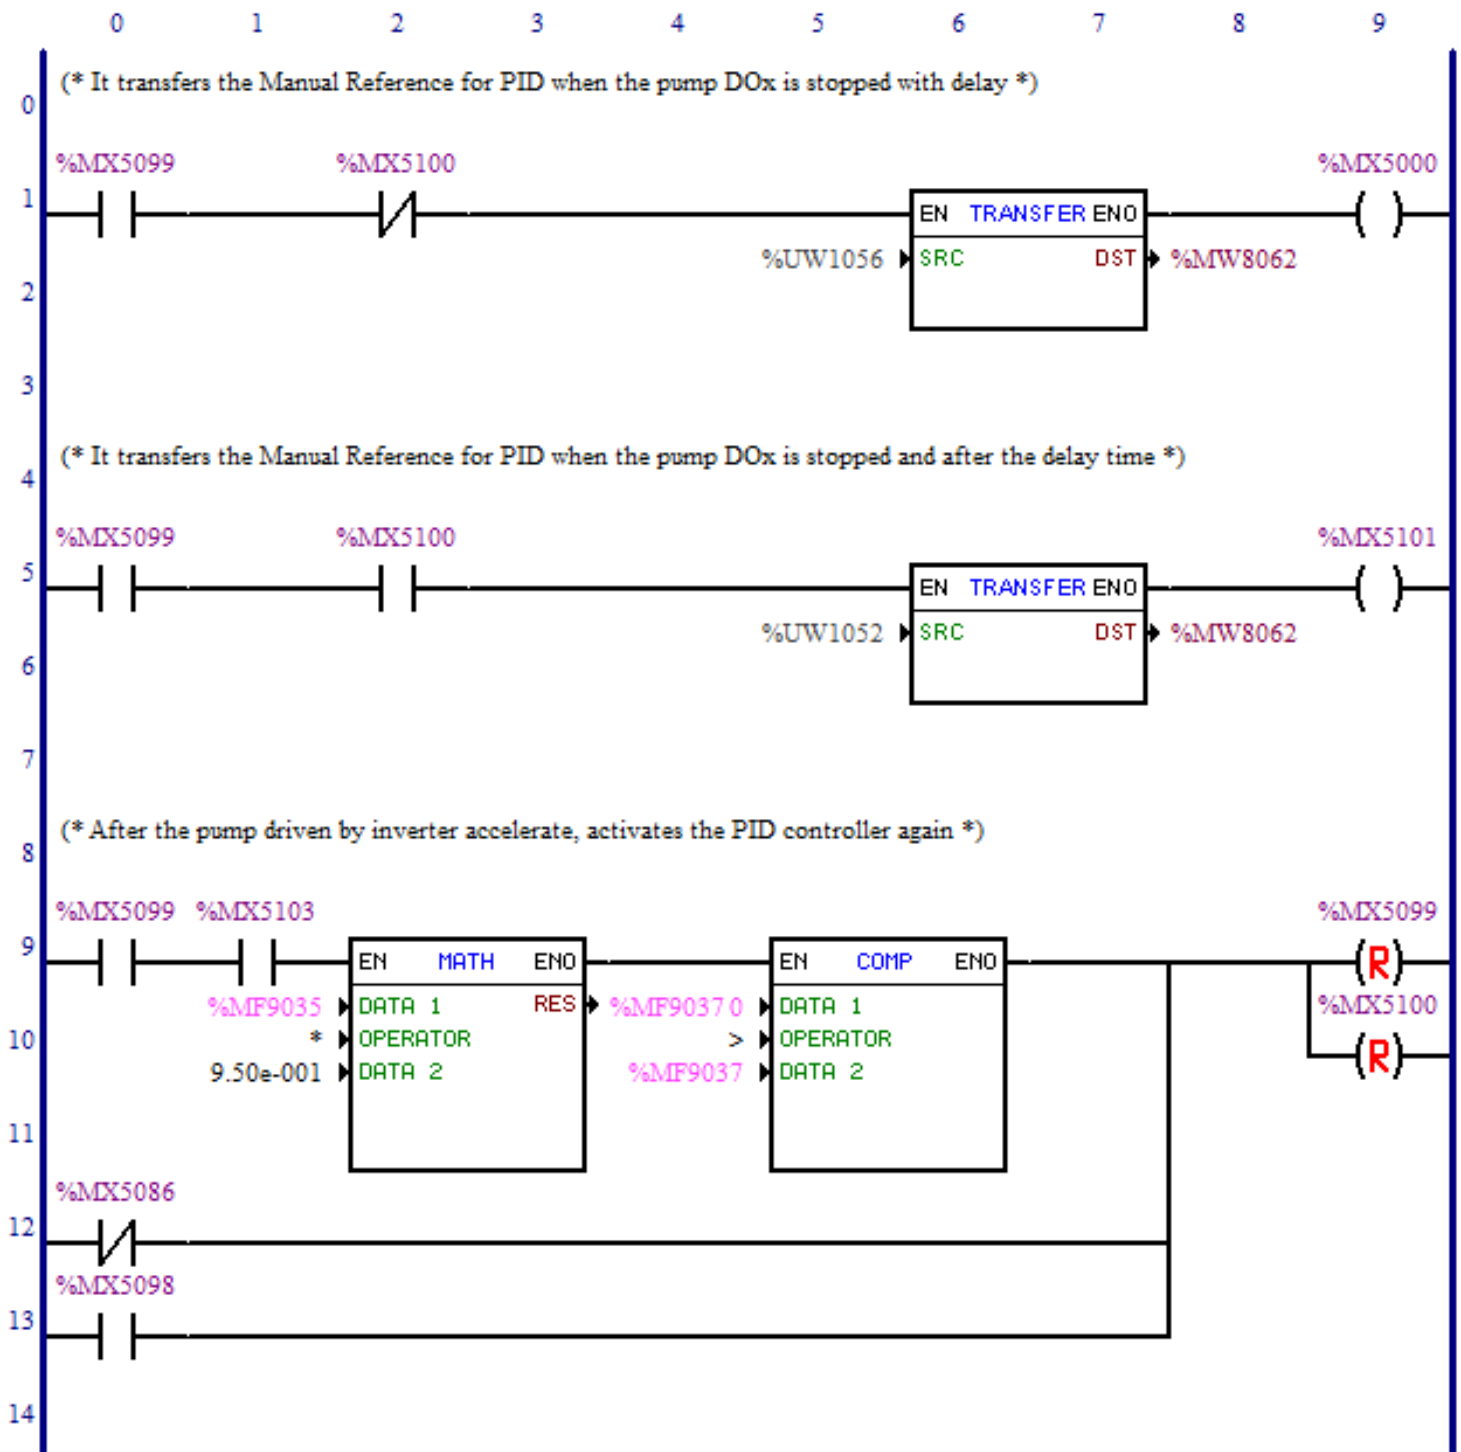 0 1 2 3 4 5 6 7 8 9
(* It transfers the Manual Reference for PID when the pump DOx is stopped with delay *)
0
%MX5099 %MX5100 %MX5000
1
EN TRANSFER ENO
%UW1056 SRC DST %MW8062
2
3
(* It transfers the Manual Reference for PID when the pump DOx is stopped and after the delay time *)
4
%MX5099 %MX5100 %MX5101
5
EN TRANSFER ENO
%UW1052 SRC DST %MW8062
6
7
(* After the pump driven by inverter accelerate, activates the PID controller again *)
8
%MX5099 %MX5103 %MX5099
9
EN MATH ENO EN COMP ENO R
%MF9035 DATA 1 RES %MF9037 0 DATA 1 %MX5100
10
* OPERATOR > OPERATOR R
9.50e-001 DATA 2 %MF9037 DATA 2
11
%MX5086
12
%MX5098
13
14